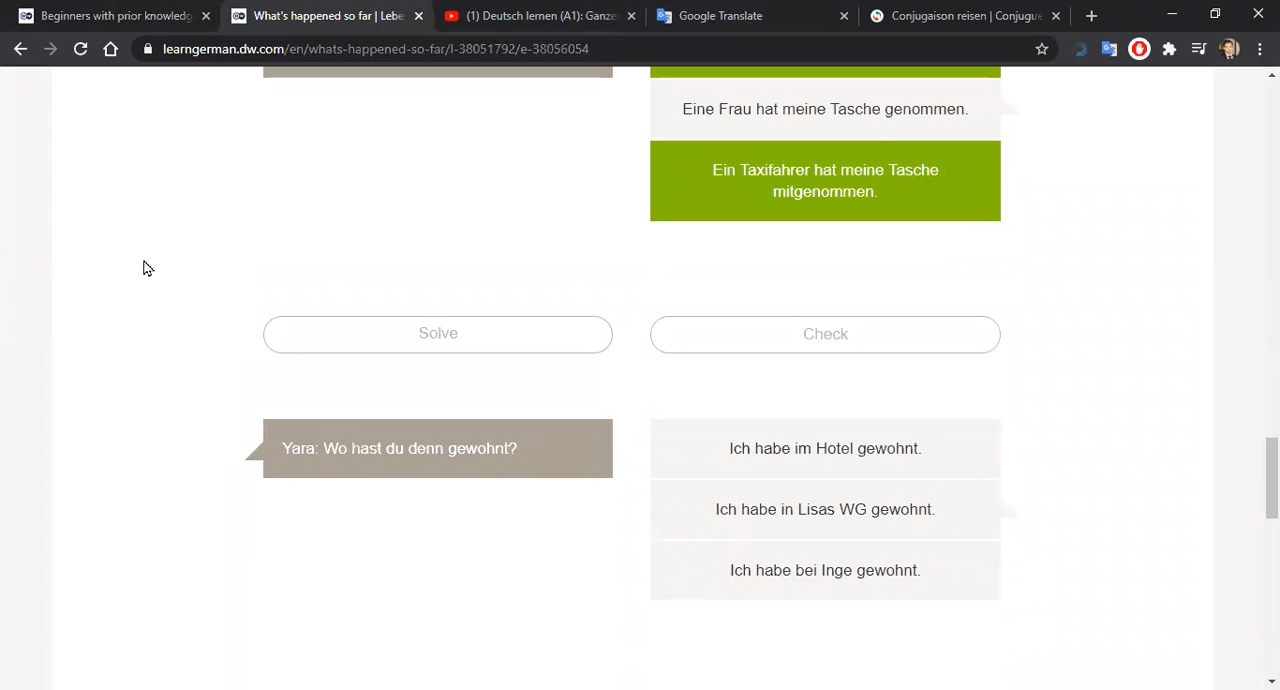 Beginners with prior knowledg
What's happened so far | Lebe
(1) Deutsch lernen (A1): Ganze
Google Translate
Conjugaison reisen | Conjugue
learngerman.dw.com/en/whats-happened-so-far/l-38051792/e-38056054
Eine Frau hat meine Tasche genommen.
Ein Taxifahrer hat meine Tasche
mitgenommen.
Solve
Check
Yara: Wo hast du denn gewohnt?
Ich habe im Hotel gewohnt.
Ich habe in Lisas WG gewohnt.
Ich habe bei Inge gewohnt.